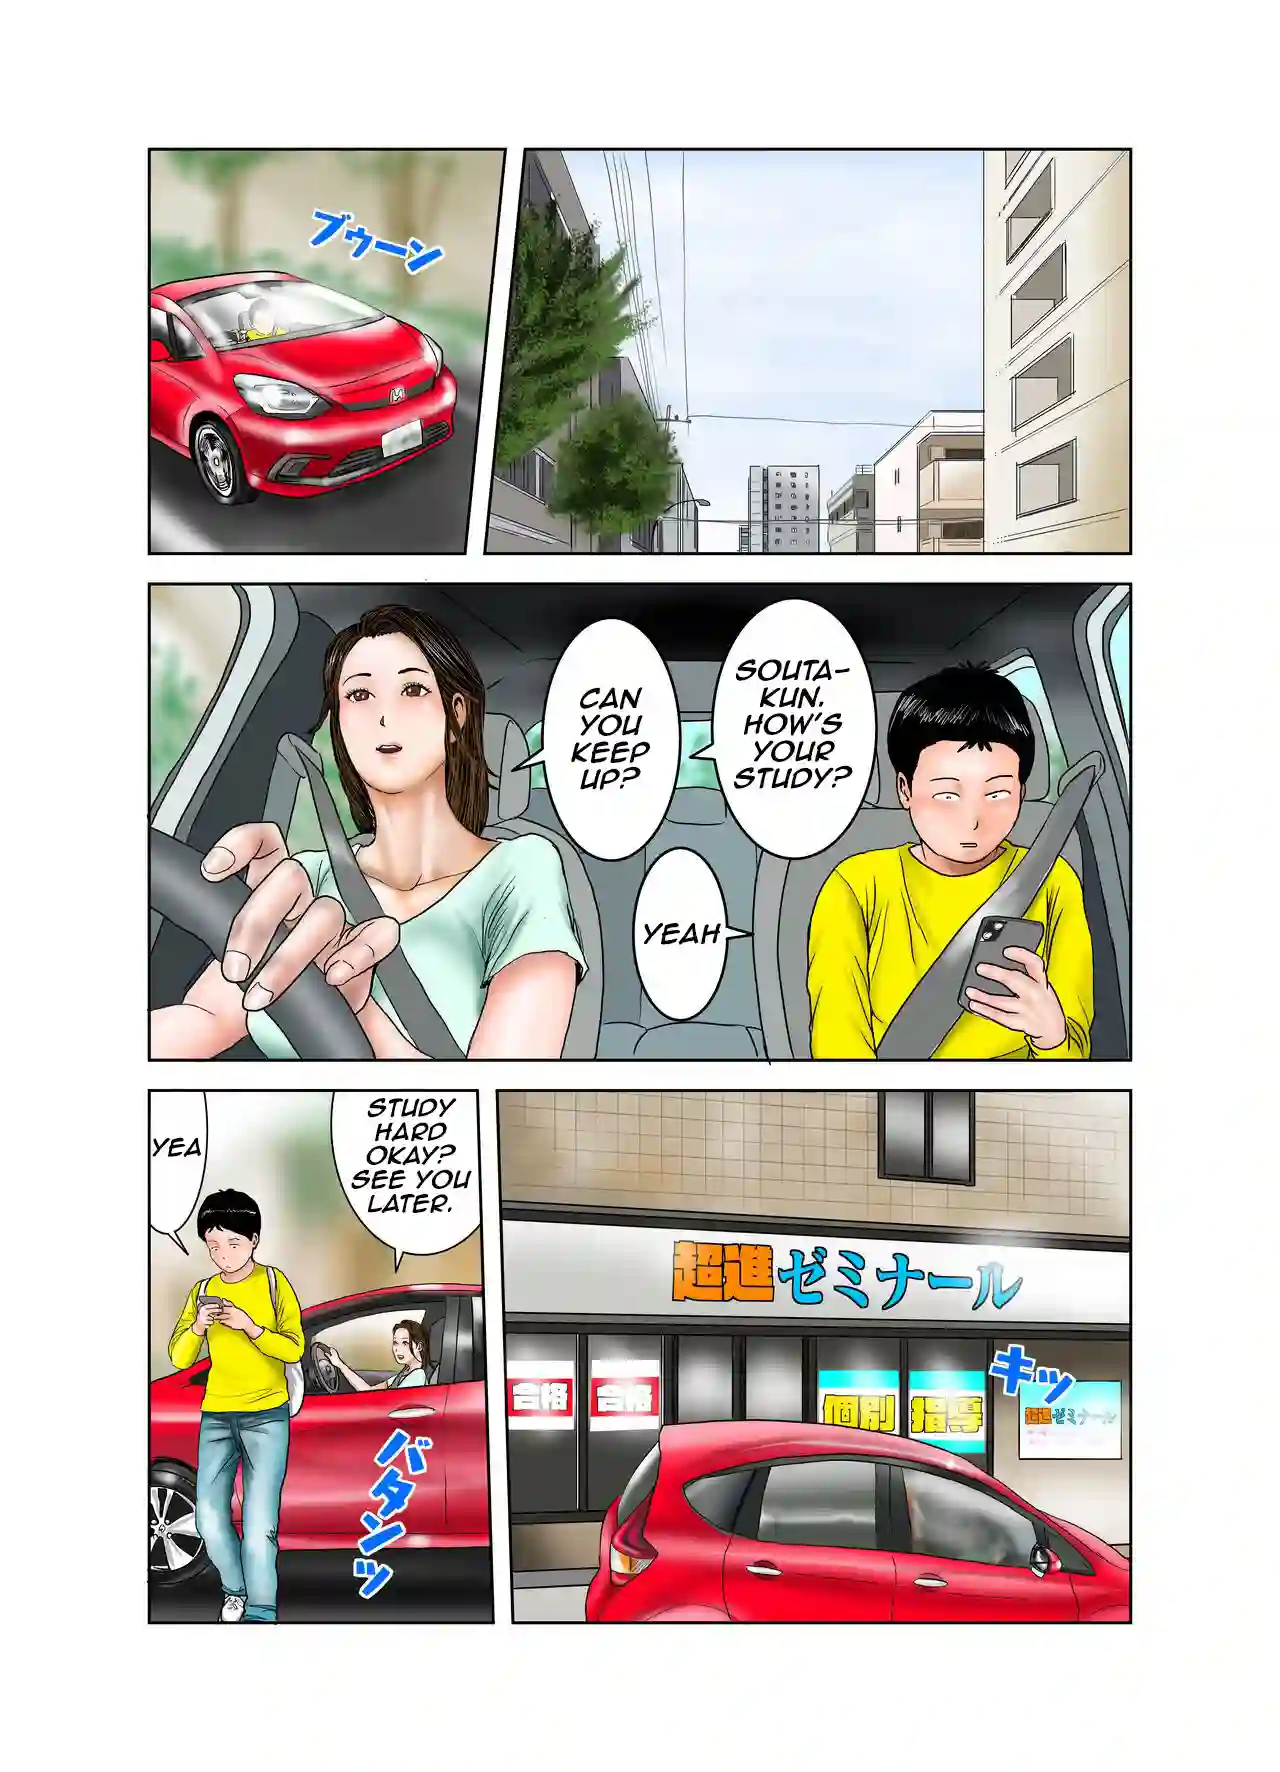 ブゥーン
SOUTA-
KUN.
HOW'S
YOUR
STUDY?
CAN
YOU
KEEP
UP?
YEAH
超進ゼミナール
合格
合格
個別
指導
キッ
超進ゼミナール
STUDY
HARD
OKAY?
SEE YOU
LATER.
YEA
バタンッ